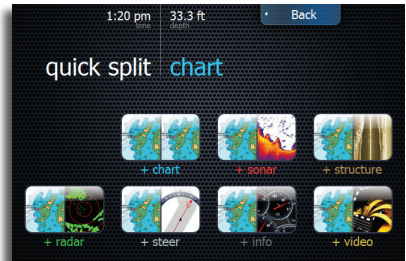 1:20 pm 33.3 ft Back
time depth
quick split chart
+ chart + sonar + structure
+ radar + steer + info + video